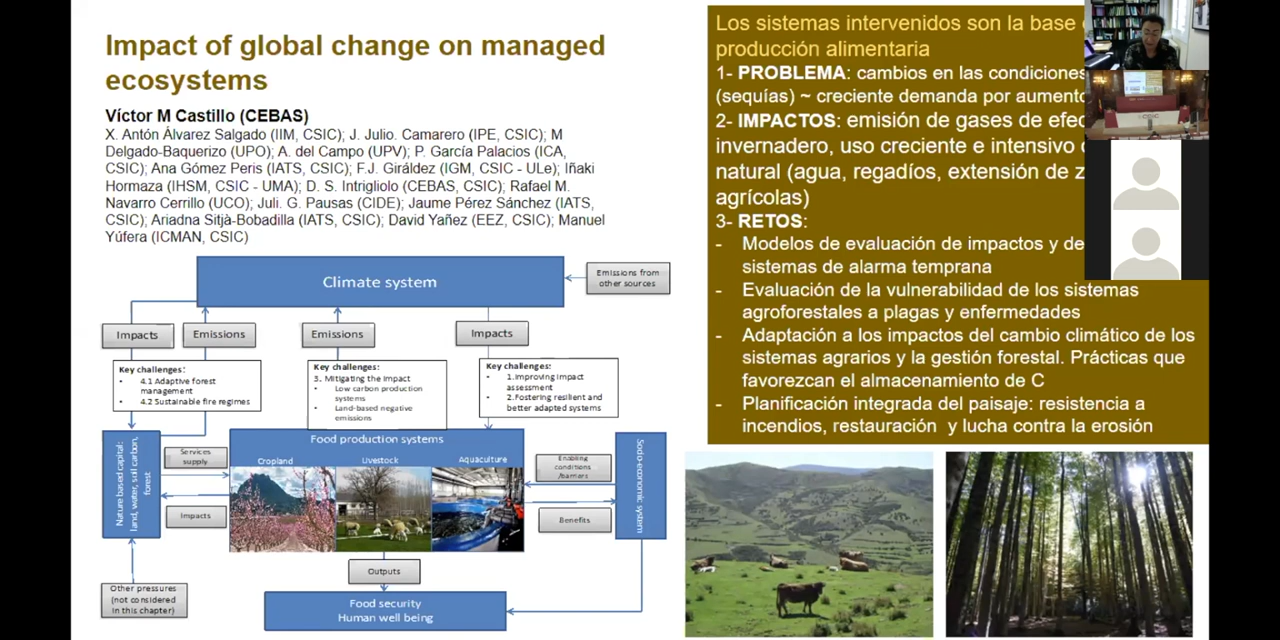 Impact of global change on managed
ecosystems
Víctor M Castillo (CEBAS)
X. Antón Álvarez Salgado (IIM, CSIC); J. Julio. Camarero (IPE, CSIC); M
Delgado-Baquerizo (UPO); A. del Campo (UPV); P. García Palacios (ICA,
CSIC); Ana Gómez Peris (IATS, CSIC); F.J. Giráldez (IGM, CSIC - ULe); Iñaki
Hormaza (IHSM, CSIC - UMA); D. S. Intrigliolo (CEBAS, CSIC); Rafael M.
Navarro Cerrillo (UCO); Juli. G. Pausas (CIDE); Jaume Pérez Sánchez (IATS,
CSIC); Ariadna Sitjà-Bobadilla (IATS, CSIC); David Yañez (EEZ, CSIC); Manuel
Yúfera (ICMAN, CSIC)
Climate system
Emissions from
other sources
Impacts
Emissions
Emissions
Impacts
Key challenges:
• 4.1 Adaptive forest
management
• 4.2 Sustainable fire regimes
Key challenges:
3. Mitigating the impact
• Low carbon production
systems
• Land-based negative
emissions
Key challenges:
• 1.Improving impact
assessment
• 2.Fostering resilient and
better adapted systems
Nature based capital:
land, water, soil carbon,
forest
Services
supply
Impacts
Food production systems
Cropland
Livestock
Aquaculture
Enabling
conditions
/barriers
Benefits
Socio-economic system
Other pressures
(not considered
in this chapter)
Outputs
Food security
Human well being
Los sistemas intervenidos son la base
producción alimentaria
1- PROBLEMA: cambios en las condiciones
(sequías) ~ creciente demanda por
2- IMPACTOS: emisión de gases de
invernadero, uso creciente e intensivo
natural (agua, regadíos, extensión de
agrícolas)
3- RETOS:
- Modelos de evaluación de impactos y
sistemas de alarma temprana
- Evaluación de la vulnerabilidad de los sistemas
agroforestales a plagas y enfermedades
- Adaptación a los impactos del cambio climático de los
sistemas agrarios y la gestión forestal. Prácticas que
favorezcan el almacenamiento de C
- Planificación integrada del paisaje: resistencia a
incendios, restauración y lucha contra la erosión